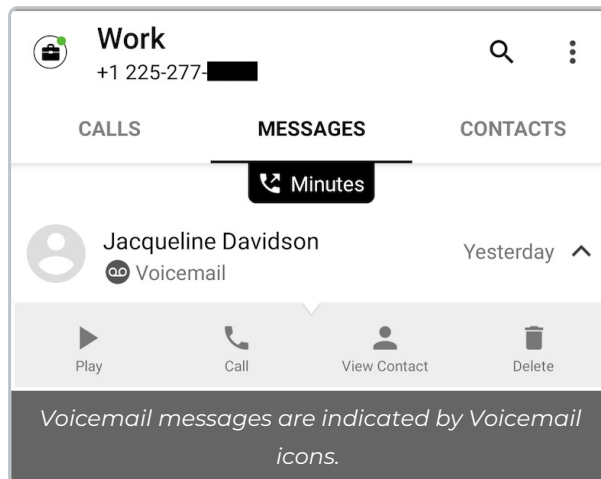 Work
+1 225-277-
CALLS MESSAGES CONTACTS
Minutes
Jacqueline Davidson
Yesterday
Voicemail
Play Call View Contact Delete
Voicemail messages are indicated by Voicemail
icons.